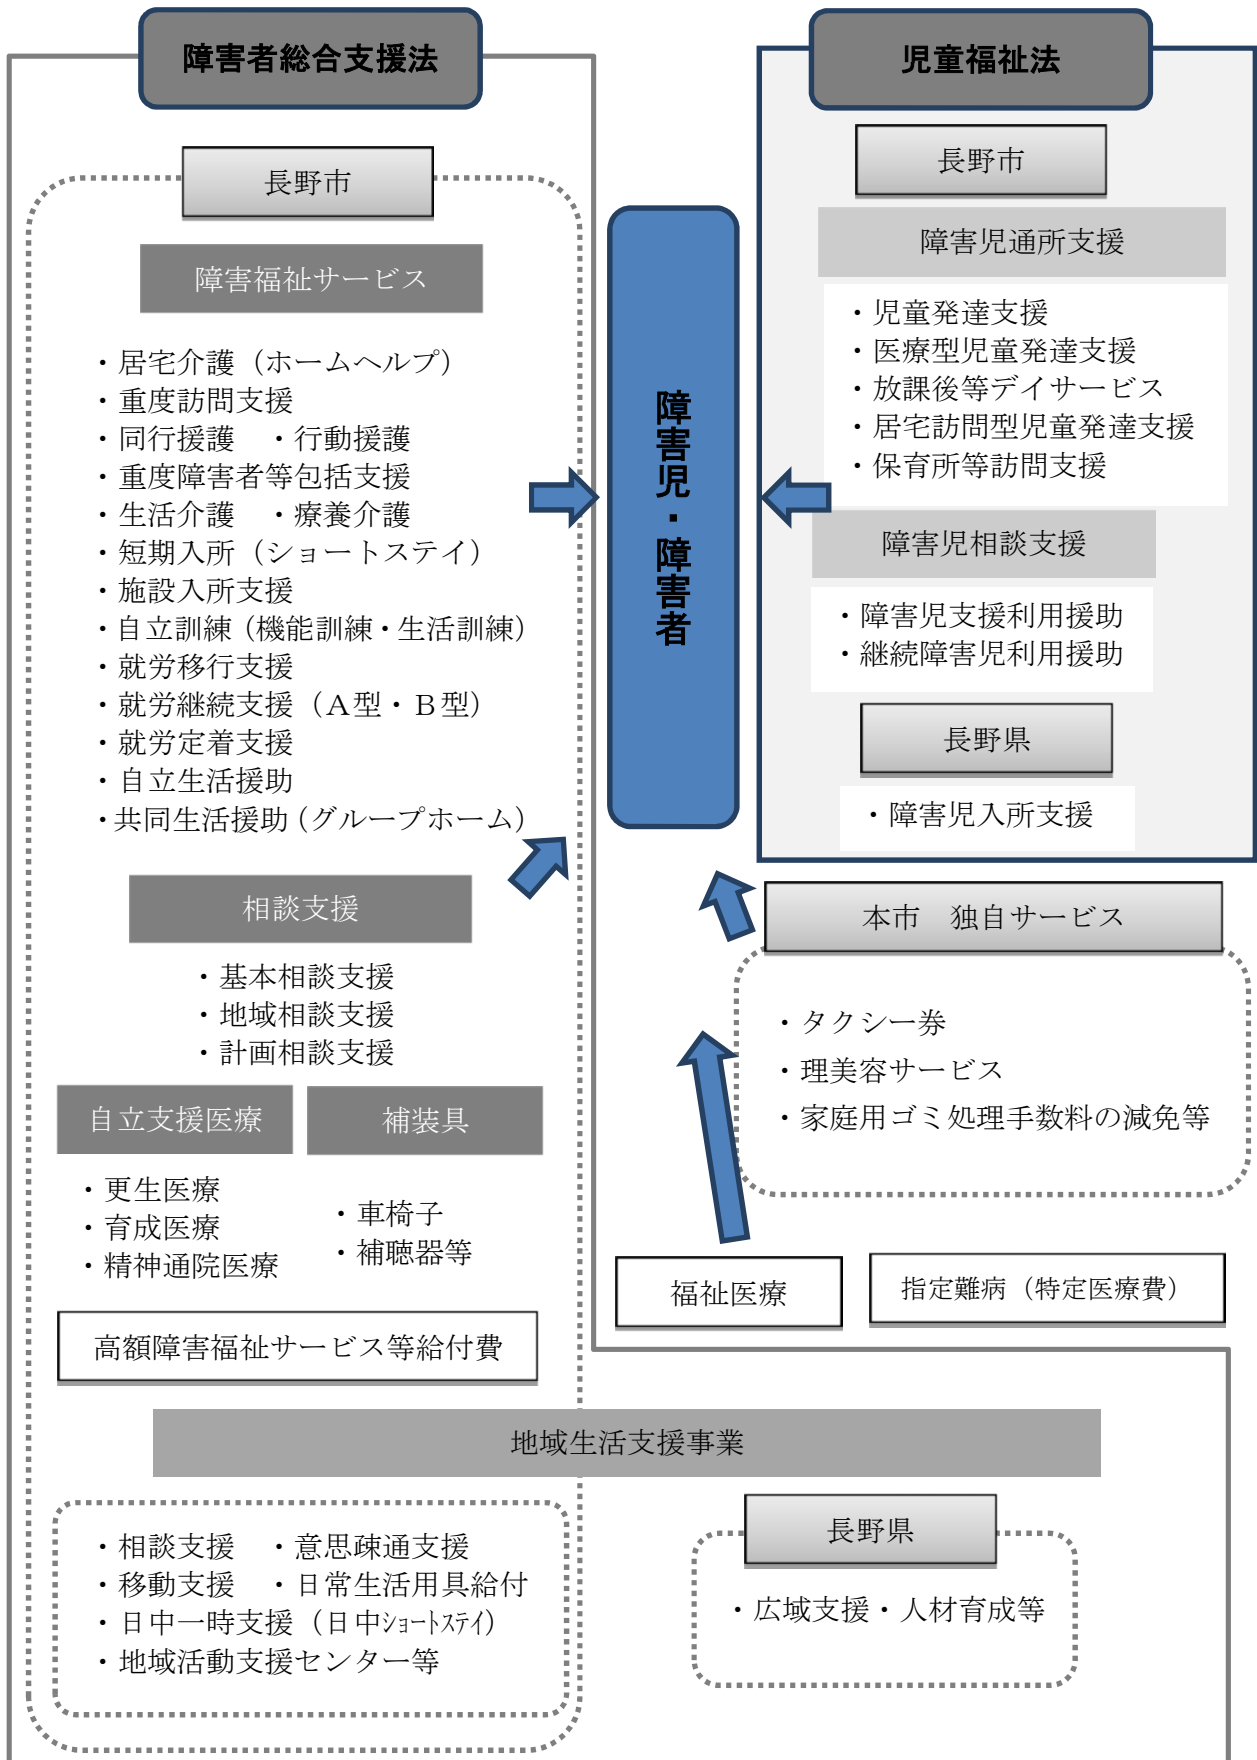 障害者総合支援法
長野市
障害福祉サービス
・居宅介護（ホームヘルプ）
・重度訪問支援
・同行援護　・行動援護
・重度障害者等包括支援
・生活介護　・療養介護
・短期入所（ショートステイ）
・施設入所支援
・自立訓練（機能訓練・生活訓練）
・就労移行支援
・就労継続支援（Ａ型・Ｂ型）
・就労定着支援
・自立生活援助
・共同生活援助（グループホーム）
相談支援
・基本相談支援
・地域相談支援
・計画相談支援
自立支援医療
・更生医療
・育成医療
・精神通院医療
補装具
・車椅子
・補聴器等
高額障害福祉サービス等給付費
障害児・障害者
児童福祉法
長野市
障害児通所支援
・児童発達支援
・医療型児童発達支援
・放課後等デイサービス
・居宅訪問型児童発達支援
・保育所等訪問支援
障害児相談支援
・障害児支援利用援助
・継続障害児利用援助
長野県
・障害児入所支援
本市　独自サービス
・タクシー券
・理美容サービス
・家庭用ゴミ処理手数料の減免等
福祉医療
指定難病（特定医療費）
地域生活支援事業
・相談支援　・意思疎通支援
・移動支援　・日常生活用具給付
・日中一時支援（日中ｼｮｰﾄｽﾃｲ）
・地域活動支援センター等
長野県
・広域支援・人材育成等